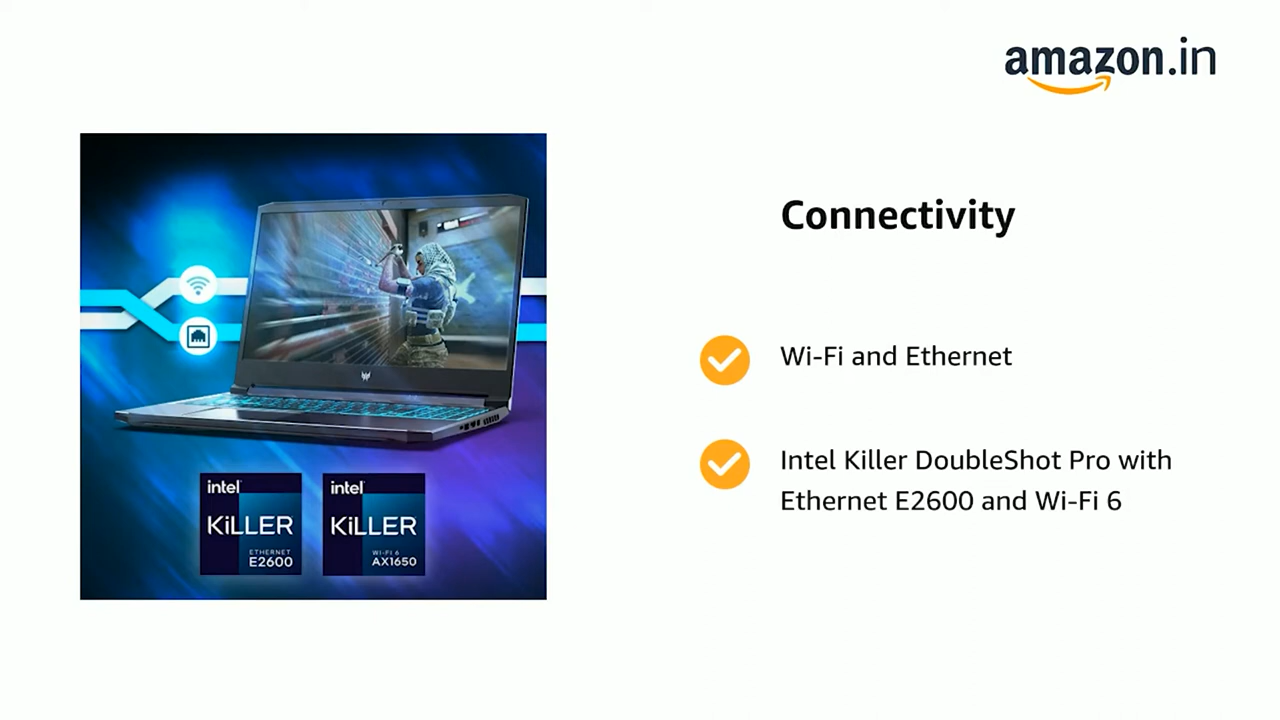 amazon.in
Connectivity
Wi-Fi and Ethernet
Intel Killer DoubleShot Pro with
Ethernet E2600 and Wi-Fi 6
intel
KiLLER
ETHERNET
E2600
intel
KiLLER
WI-FI 6
AX1650